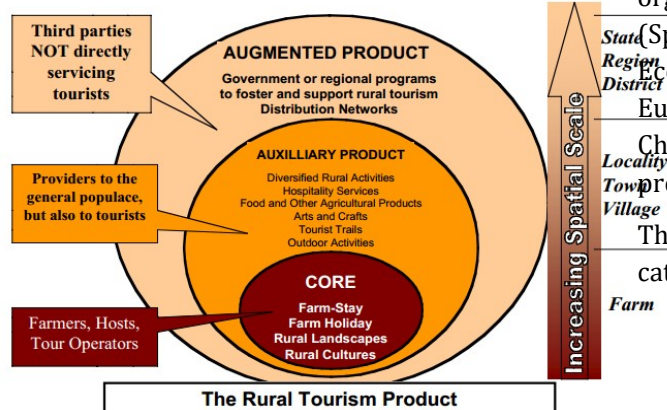 Third parties
NOT directly
servicing
tourists
AUGMENTED PRODUCT
Government or regional programs
to foster and support rural tourism
Distribution Networks
Providers to the
general populace,
but also to tourists
AUXILLIARY PRODUCT
Diversified Rural Activities
Hospitality Services
Food and Other Agricultural Products
Arts and Crafts
Tourist Trails
Outdoor Activities
Farmers, Hosts,
Tour Operators
CORE
Farm-Stay
Farm Holiday
Rural Landscapes
Rural Cultures
The Rural Tourism Product
Increasing Spatial Scale
State
Region
District
Locality
Town
Village
Farm